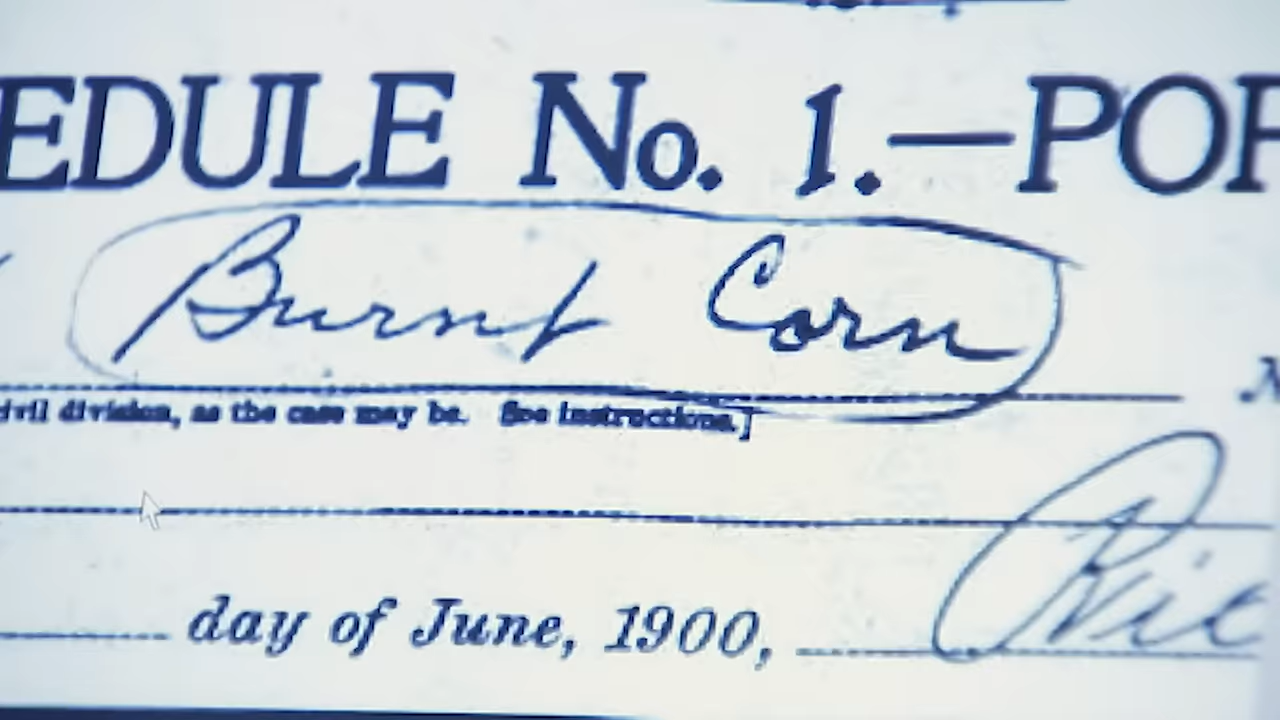 EDULE No. 1.—POP
Burnt Corn
civil division, as the case may be. See instructions.]
day of June, 1900,
Ric